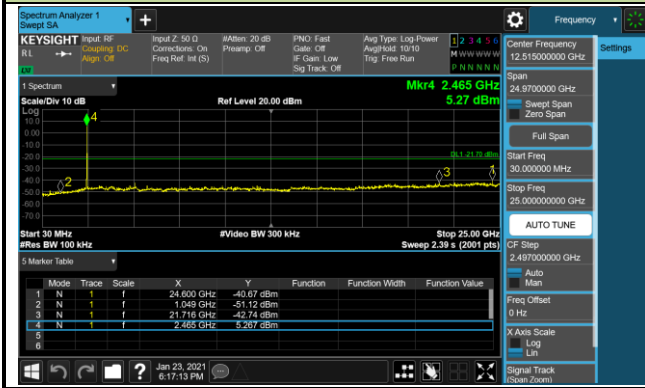 Spectrum Analyzer 1
Swept SA
Frequency
KEYSIGHT
RL
Input: RF
Coupling: DC
Align: Off
Input Z: 50 Ω
Corrections: On
Freq Ref: Int (S)
#Atten: 20 dB
Preamp: Off
PNO: Fast
Gate: Off
IF Gain: Low
Sig Track: Off
Avg Type: Log-Power
Avg|Hold: 10/10
Trig: Free Run
1 2 3 4 5 6
M W W W W W
P N N N N N
1 Spectrum
Scale/Div 10 dB
Ref Level 20.00 dBm
Mkr4 2.465 GHz
5.27 dBm
Log
10.0
0.00
-10.0
-20.0
-30.0
-40.0
-50.0
-60.0
-70.0
4
2
3
1
DL1 -21.70 dBm
Start 30 MHz
#Res BW 100 kHz
#Video BW 300 kHz
Stop 25.00 GHz
Sweep 2.39 s (2001 pts)
5 Marker Table
Mode Trace Scale X Y Function Function Width Function Value
1 N 1 f 24.600 GHz -40.67 dBm
2 N 1 f 1.049 GHz -51.12 dBm
3 N 1 f 21.716 GHz -42.74 dBm
4 N 1 f 2.465 GHz 5.267 dBm
5
6
Jan 23, 2021
6:17:13 PM
Center Frequency
12.515000000 GHz
Settings
Span
24.9700000 GHz
Swept Span
Zero Span
Full Span
Start Freq
30.000000 MHz
Stop Freq
25.000000000 GHz
AUTO TUNE
CF Step
2.497000000 GHz
Auto
Man
Freq Offset
0 Hz
X Axis Scale
Log
Lin
Signal Track
(Span Zoom)